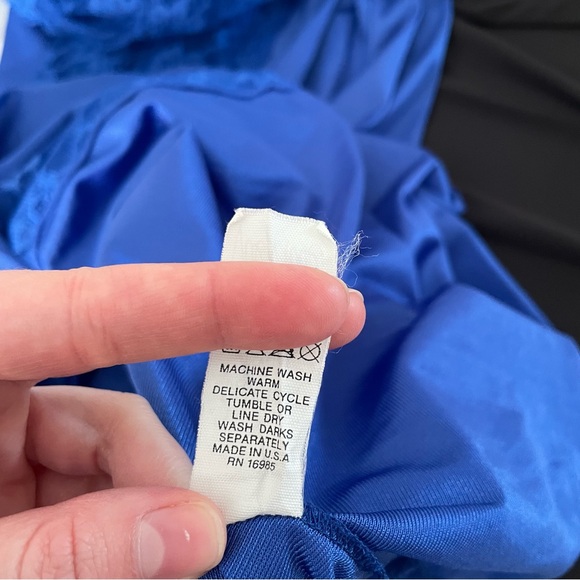 MACHINE WASH
WARM
DELICATE CYCLE
TUMBLE OR
LINE DRY
WASH DARKS
SEPARATELY
MADE IN U.S.A
RN 16985